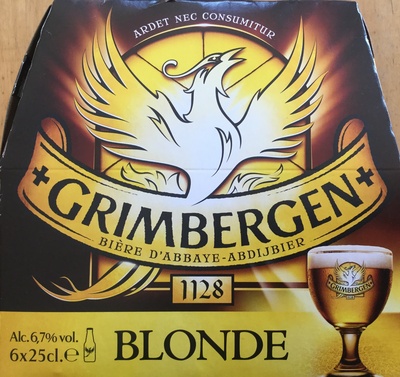 ARDET NEC CONSUMITUR
GRIMBERGEN
BIÈRE D'ABBAYE-ABDIJBIER
1128
GRIMBERGEN
Alc.6,7% vol.
6x25cl.e
BLONDE